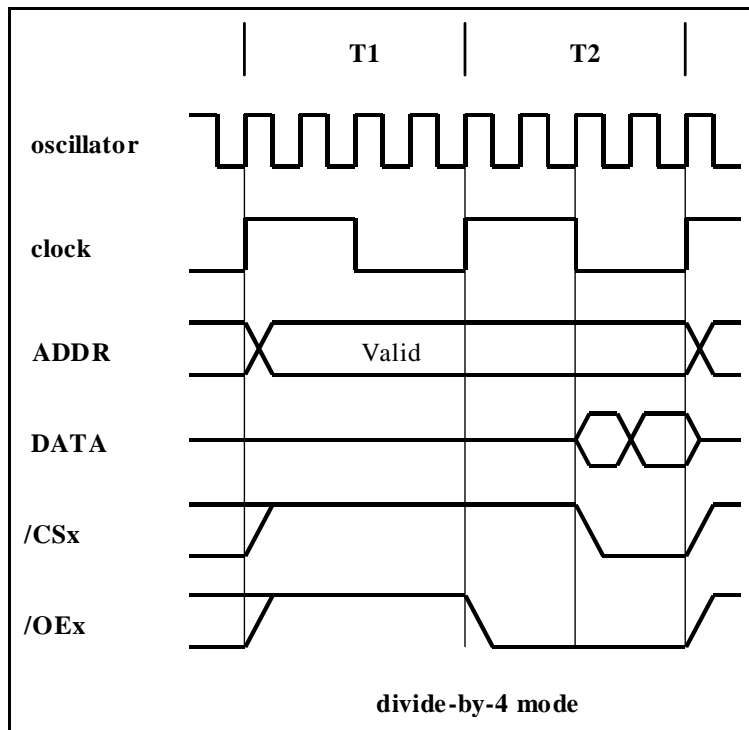 T1 T2
oscillator
clock
ADDR Valid
DATA
/CSx
/OEx
divide-by-4 mode